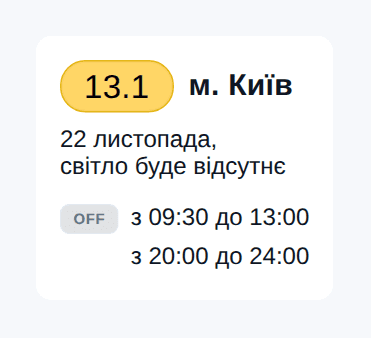 13.1 м. Київ
22 листопада,
світло буде відсутнє
OFF з 09:30 до 13:00
з 20:00 до 24:00